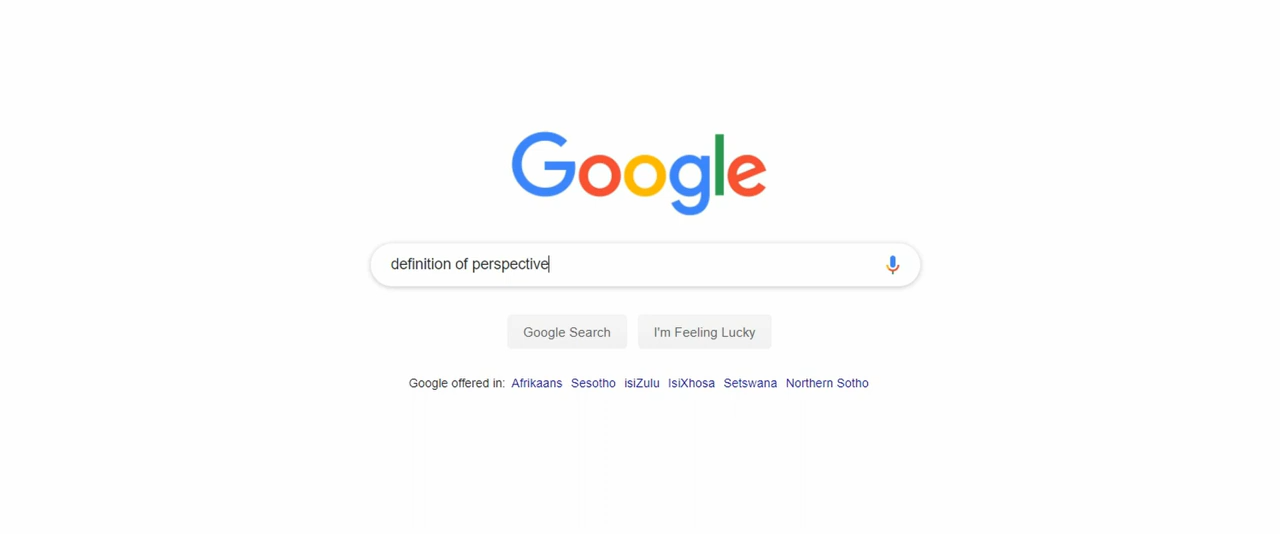 Google
definition of perspective
Google Search I'm Feeling Lucky
Google offered in: Afrikaans Sesotho isiZulu IsiXhosa Setswana Northern Sotho